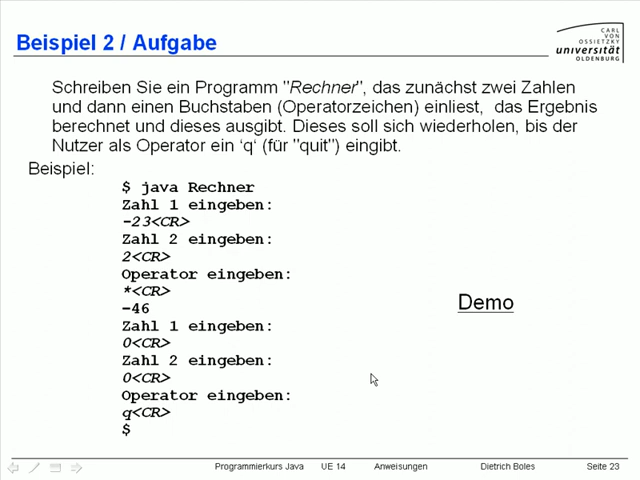 Beispiel 2 / Aufgabe
CARL
VON
OSSIETZKY
universität
OLDENBURG
Schreiben Sie ein Programm "Rechner", das zunächst zwei Zahlen
und dann einen Buchstaben (Operatorzeichen) einliest, das Ergebnis
berechnet und dieses ausgibt. Dieses soll sich wiederholen, bis der
Nutzer als Operator ein ‘q‘ (für "quit") eingibt.
Beispiel:
$ java Rechner
Zahl 1 eingeben:
-23<CR>
Zahl 2 eingeben:
2<CR>
Operator eingeben:
*<CR>
-46
Zahl 1 eingeben:
0<CR>
Zahl 2 eingeben:
0<CR>
Operator eingeben:
q<CR>
$
Demo
Programmierkurs Java UE 14 Anweisungen Dietrich Boles Seite 23